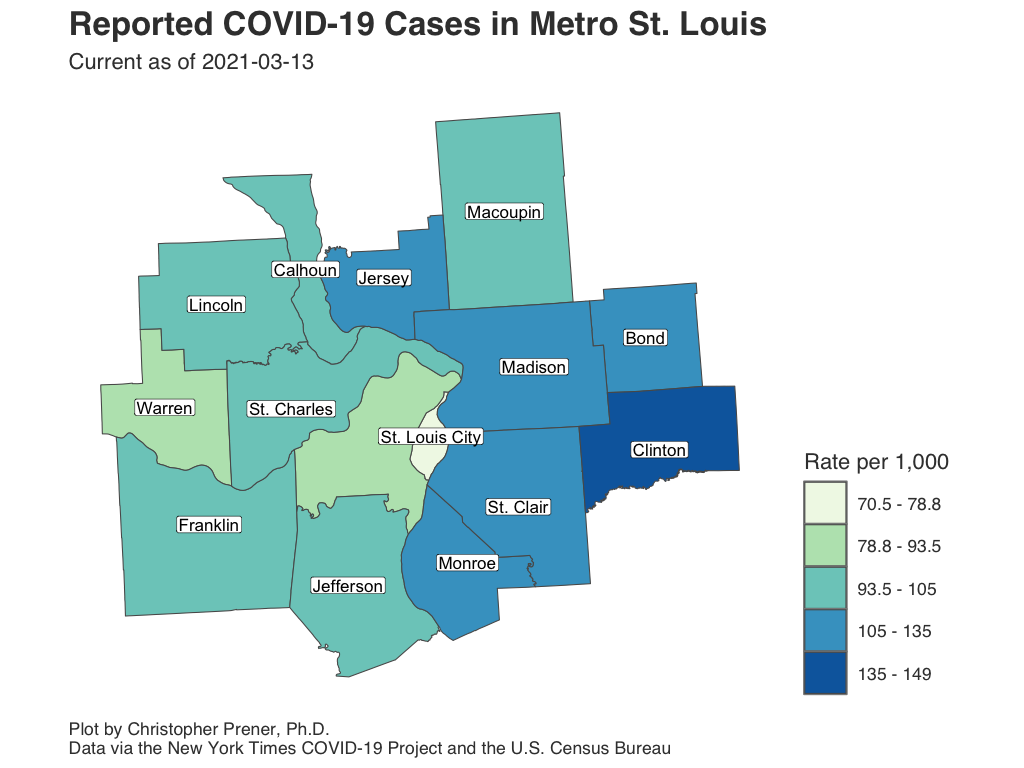 Reported COVID-19 Cases in Metro St. Louis
Current as of 2021-03-13
Macoupin
Calhoun
Jersey
Lincoln
Bond
Madison
Warren
St. Charles
St. Louis City
Clinton
St. Clair
Franklin
Monroe
Jefferson
Rate per 1,000
70.5 - 78.8
78.8 - 93.5
93.5 - 105
105 - 135
135 - 149
Plot by Christopher Prener, Ph.D.
Data via the New York Times COVID-19 Project and the U.S. Census Bureau